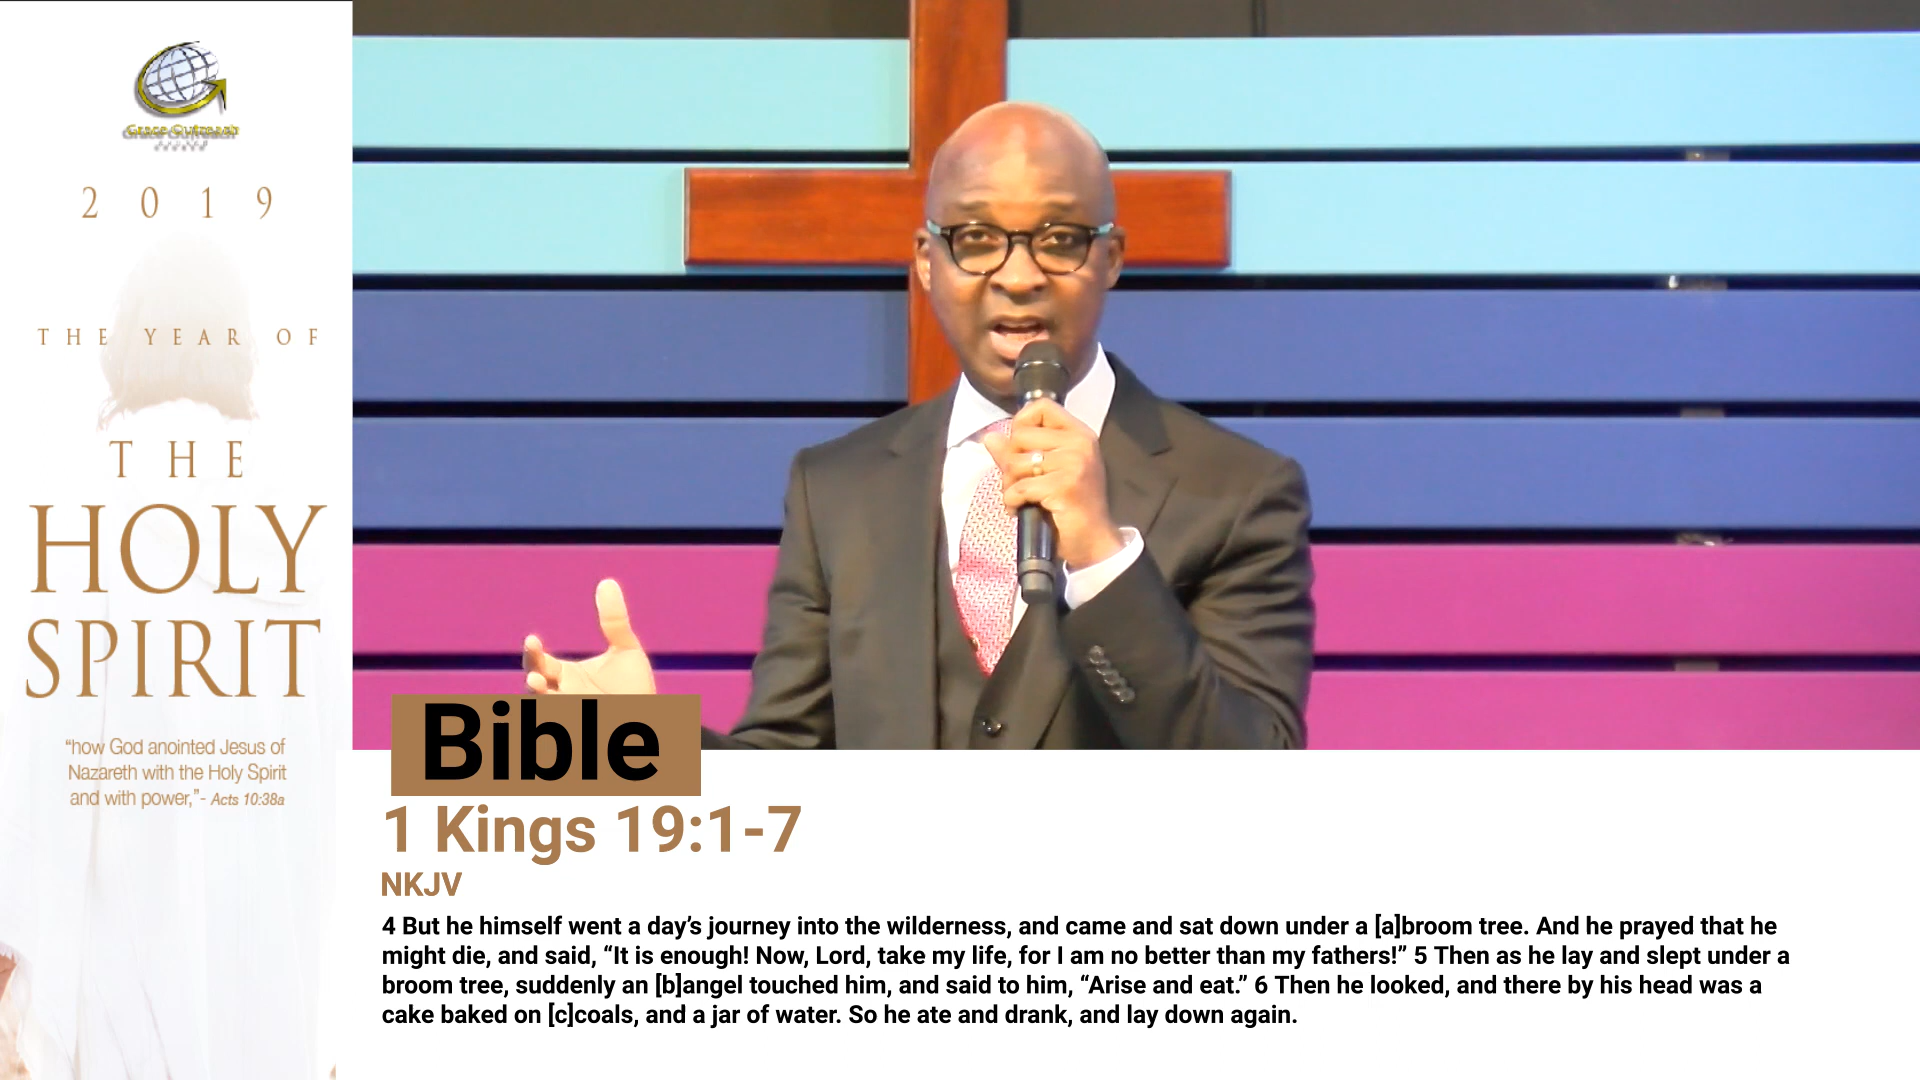 Grace Outreach
2019
THE YEAR OF
THE
HOLY
SPIRIT
“how God anointed Jesus of
Nazareth with the Holy Spirit
and with power,”- Acts 10:38a
Bible
1 Kings 19:1-7
NKJV
4 But he himself went a day’s journey into the wilderness, and came and sat down under a [a]broom tree. And he prayed that he
might die, and said, “It is enough! Now, Lord, take my life, for I am no better than my fathers!” 5 Then as he lay and slept under a
broom tree, suddenly an [b]angel touched him, and said to him, “Arise and eat.” 6 Then he looked, and there by his head was a
cake baked on [c]coals, and a jar of water. So he ate and drank, and lay down again.